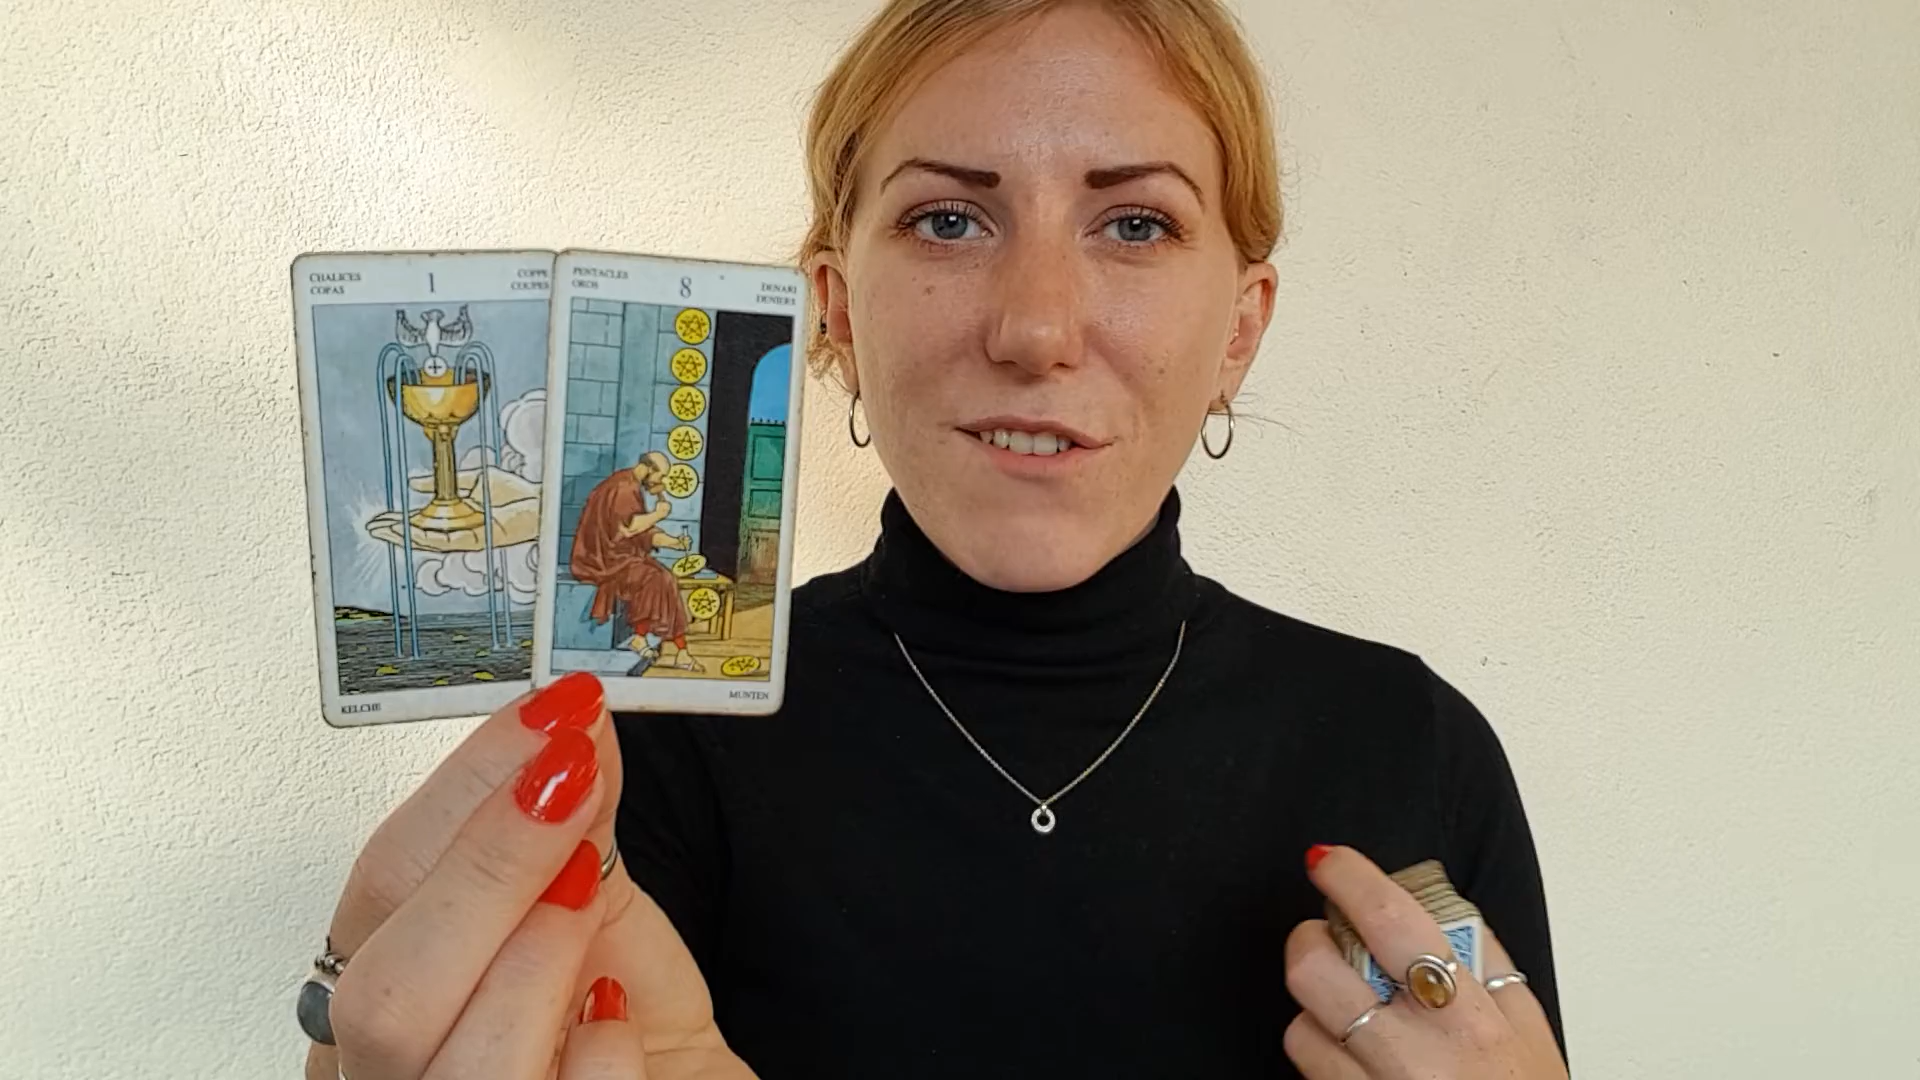 CHALICES
COPAS
1
COPPE
COUPES
KELCHE
PENTACLES
OROS
8
DENARI
DENIERS
MUNTEN